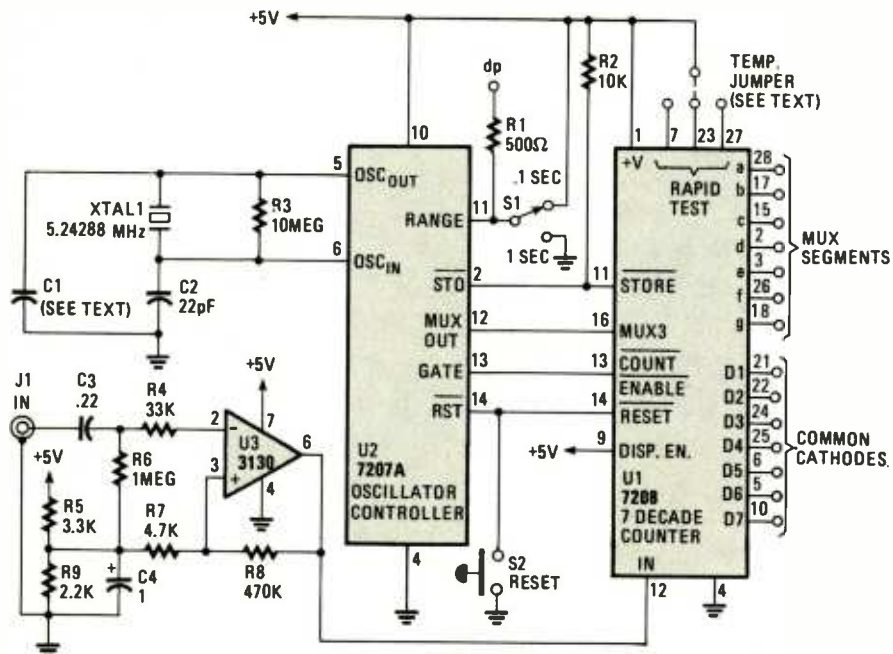 +5V
TEMP.
JUMPER
(SEE TEXT)
dp
R2
10K
R1
500Ω
.1 SEC
S1
1 SEC
10
5
OSC OUT
XTAL1
5.24288 MHz
R3
10MEG
6
OSC IN
C1
(SEE TEXT)
C2
22pF
RANGE
11
STO
2
MUX
OUT
12
GATE
13
RST
14
U2
7207A
OSCILLATOR
CONTROLLER
4
1
7
23
27
+V
RAPID
TEST
a
28
b
17
c
15
d
2
e
3
f
26
g
18
MUX
SEGMENTS
11
STORE
16
MUX3
13
COUNT
ENABLE
14
RESET
+5V
9
DISP. EN.
U1
7208
7 DECADE
COUNTER
IN
12
4
D1
21
D2
22
D3
24
D4
25
D5
6
D6
5
D7
10
COMMON
CATHODES.
S2
RESET
J1
IN
C3
.22
R4
33K
+5V
2
–
7
U3
3130
6
3
+
4
R6
1MEG
+5V
R5
3.3K
R7
4.7K
R9
2.2K
+
C4
1
R8
470K